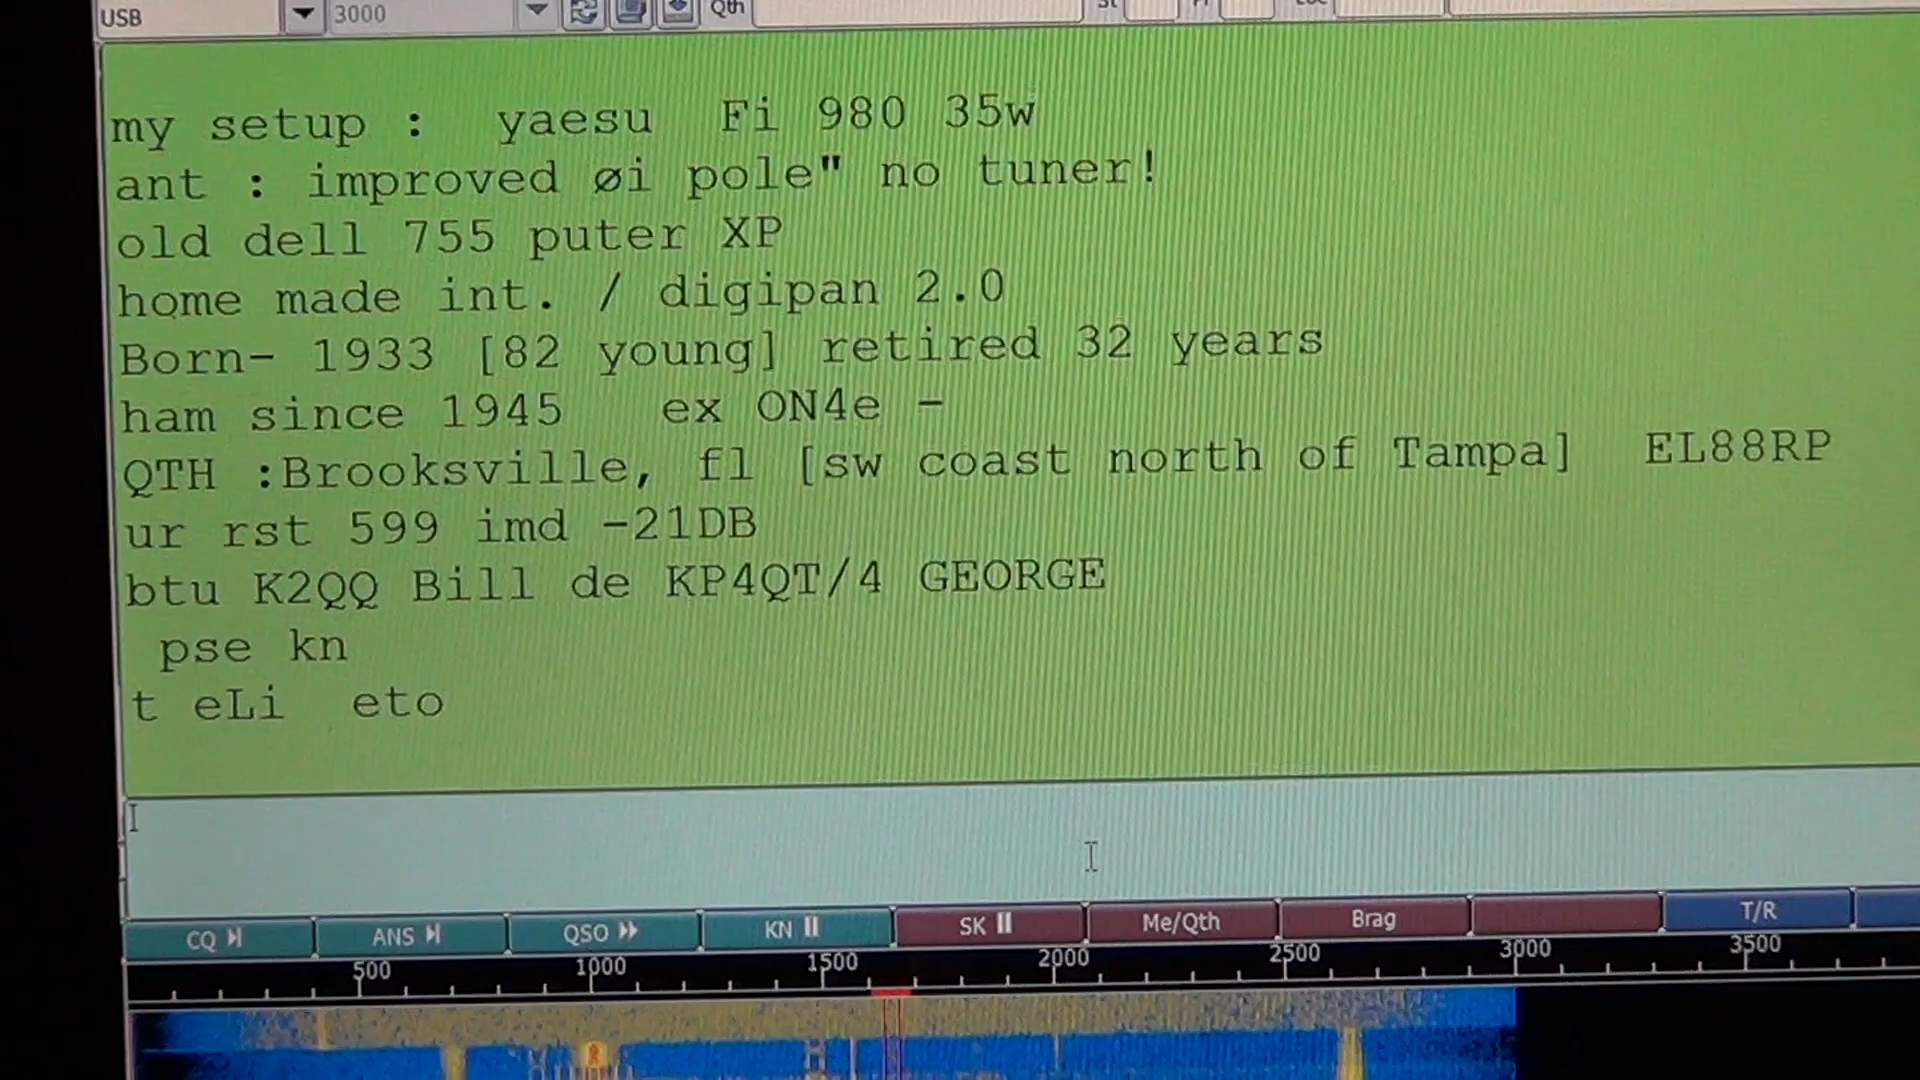 USB 3000 Qth
my setup : yaesu Fi 980 35w
ant : improved øi pole" no tuner!
old dell 755 puter XP
home made int. / digipan 2.0
Born- 1933 [82 young] retired 32 years
ham since 1945 ex ON4e -
QTH :Brooksville, fl [sw coast north of Tampa] EL88RP
ur rst 599 imd -21DB
btu K2QQ Bill de KP4QT/4 GEORGE
pse kn
t eLi eto
CQ ANS QSO KN SK Me/Qth Brag T/R
500 1000 1500 2000 2500 3000 3500